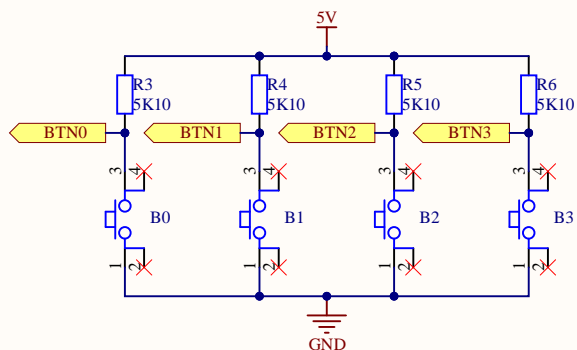 5V
R3 R4 R5 R6
5K10 5K10 5K10 5K10
BTN0 BTN1 BTN2 BTN3
3 4 3 4 3 4 3 4
B0 B1 B2 B3
1 2 1 2 1 2 1 2
GND